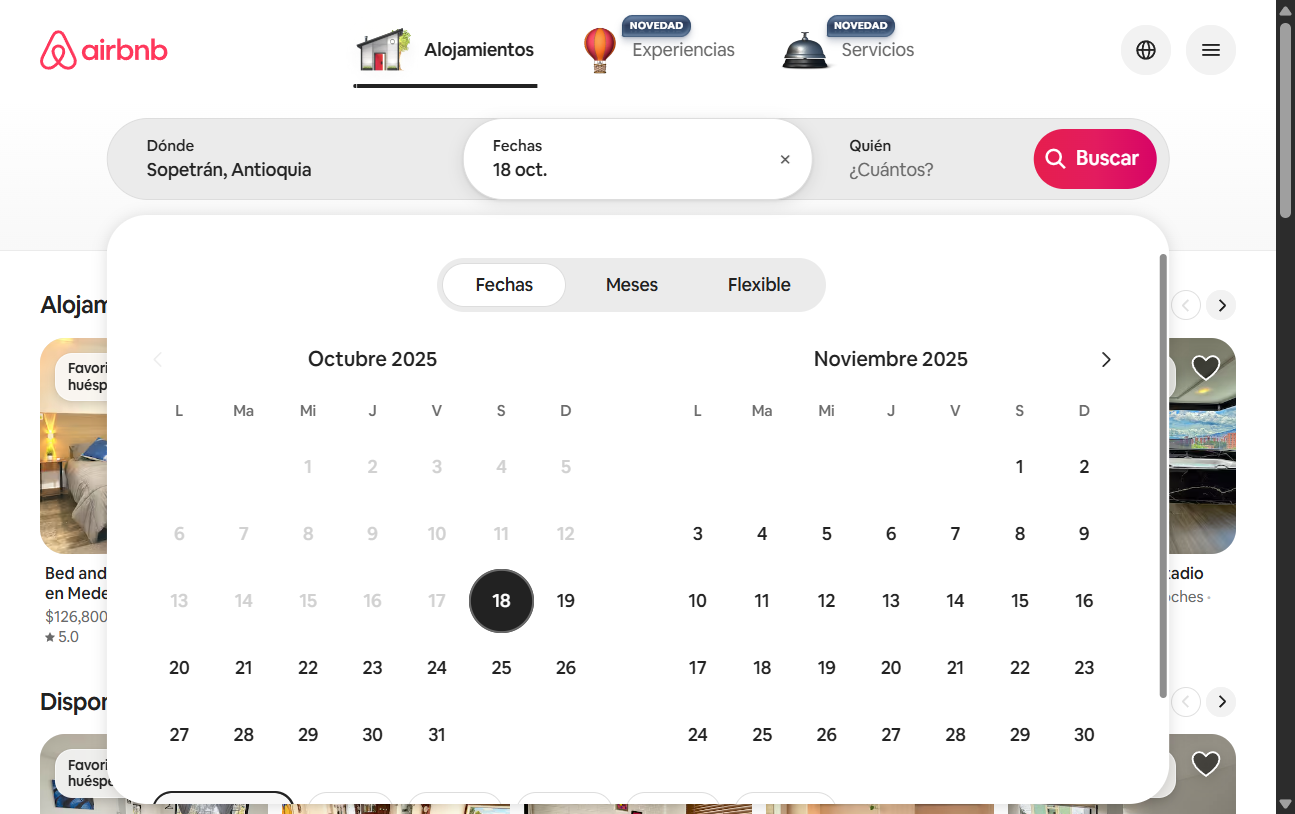 airbnb
Alojamientos
NOVEDAD
Experiencias
NOVEDAD
Servicios
Dónde
Sopetrán, Antioquia
Fechas
18 oct.
×
Quién
¿Cuántos?
Buscar
Fechas
Meses
Flexible
Octubre 2025
L Ma Mi J V S D
1 2 3 4 5
6 7 8 9 10 11 12
13 14 15 16 17 18 19
20 21 22 23 24 25 26
27 28 29 30 31
Noviembre 2025
L Ma Mi J V S D
1 2
3 4 5 6 7 8 9
10 11 12 13 14 15 16
17 18 19 20 21 22 23
24 25 26 27 28 29 30
Alojam
Favori
huésp
Bed and
en Mede
$126,800
★ 5.0
tadio
oches ·
Dispon
Favori
huéspe